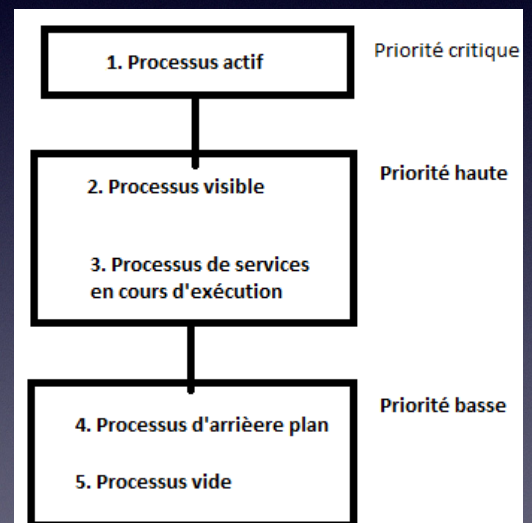 1. Processus actif
Priorité critique
2. Processus visible
Priorité haute
3. Processus de services
en cours d'exécution
4. Processus d'arrièere plan
Priorité basse
5. Processus vide